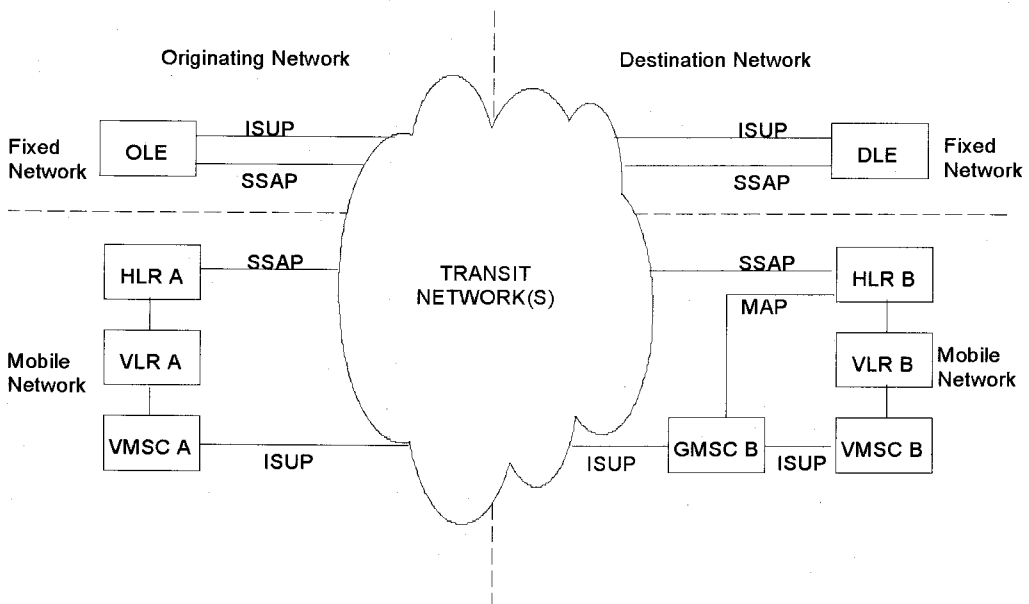 Originating Network
Destination Network
Fixed
Network
OLE
ISUP
SSAP
ISUP
SSAP
DLE
Fixed
Network
HLR A
SSAP
TRANSIT
NETWORK(S)
SSAP
MAP
HLR B
Mobile
Network
VLR A
VLR B
Mobile
Network
VMSC A
ISUP
ISUP
GMSC B
ISUP
VMSC B